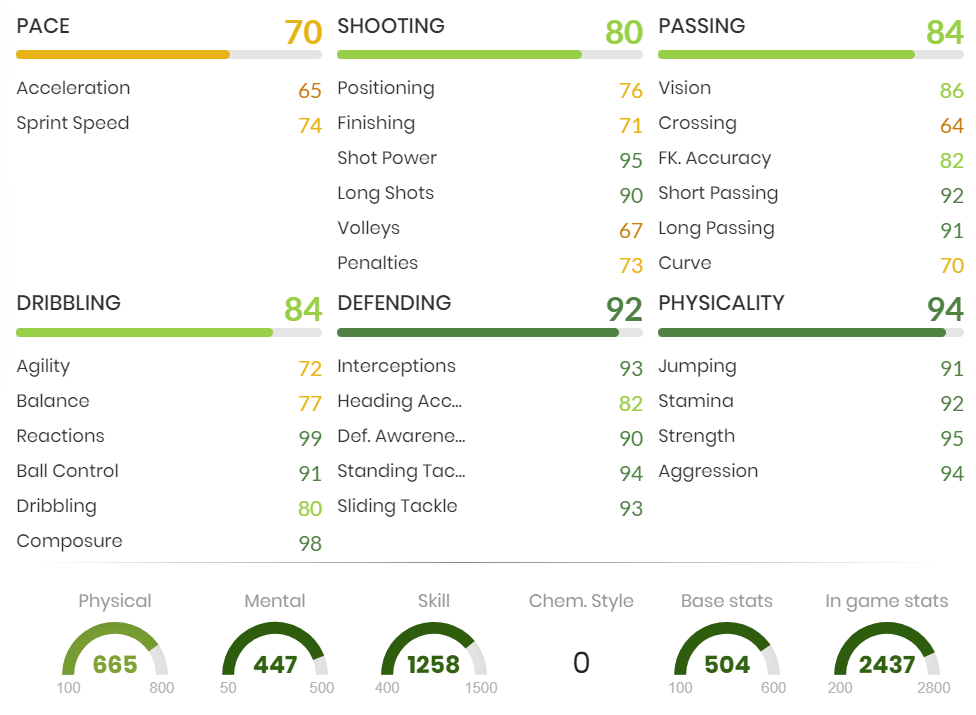 PACE 70
Acceleration 65
Sprint Speed 74
SHOOTING 80
Positioning 76
Finishing 71
Shot Power 95
Long Shots 90
Volleys 67
Penalties 73
PASSING 84
Vision 86
Crossing 64
FK. Accuracy 82
Short Passing 92
Long Passing 91
Curve 70
DRIBBLING 84
Agility 72
Balance 77
Reactions 99
Ball Control 91
Dribbling 80
Composure 98
DEFENDING 92
Interceptions 93
Heading Acc... 82
Def. Awarene... 90
Standing Tac... 94
Sliding Tackle 93
PHYSICALITY 94
Jumping 91
Stamina 92
Strength 95
Aggression 94
Physical
665
100 800
Mental
447
50 500
Skill
1258
400 1500
Chem. Style
0
Base stats
504
100 600
In game stats
2437
200 2800